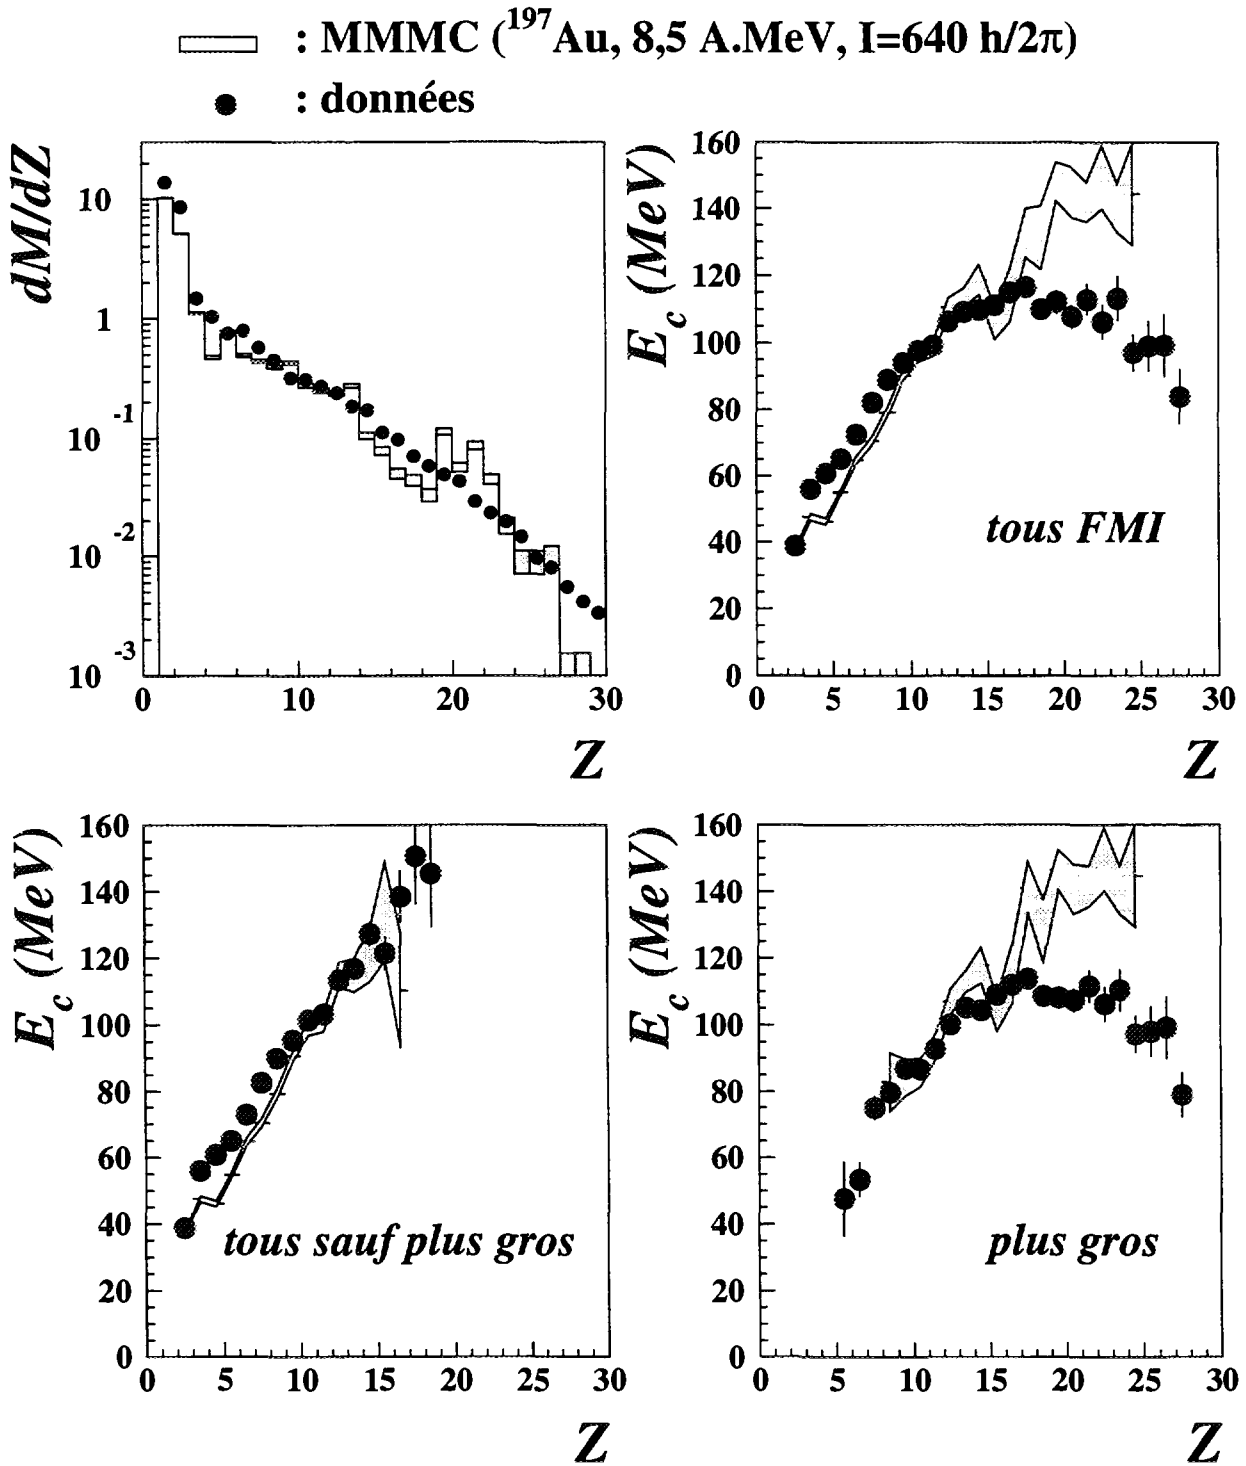 : MMMC (¹⁹⁷Au, 8,5 A.MeV, I=640 h/2π)
: données
dM/dZ
10
1
10⁻¹
10⁻²
10⁻³
0 10 20 30
Z
E_c (MeV)
160
140
120
100
80
60
40
20
0
tous FMI
0 5 10 15 20 25 30
Z
E_c (MeV)
160
140
120
100
80
60
40
20
0
tous sauf plus gros
0 5 10 15 20 25 30
Z
E_c (MeV)
160
140
120
100
80
60
40
20
0
plus gros
0 5 10 15 20 25 30
Z